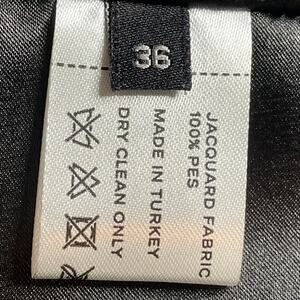 36
JACQUARD FABRIC
100% PES
MADE IN TURKEY
DRY CLEAN ONLY